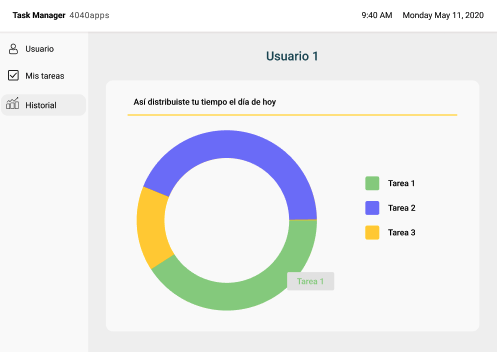 Task Manager 4040apps
9:40 AM Monday May 11, 2020
Usuario
Mis tareas
Historial
Usuario 1
Así distribuiste tu tiempo el día de hoy
Tarea 1
Tarea 2
Tarea 3
Tarea 1